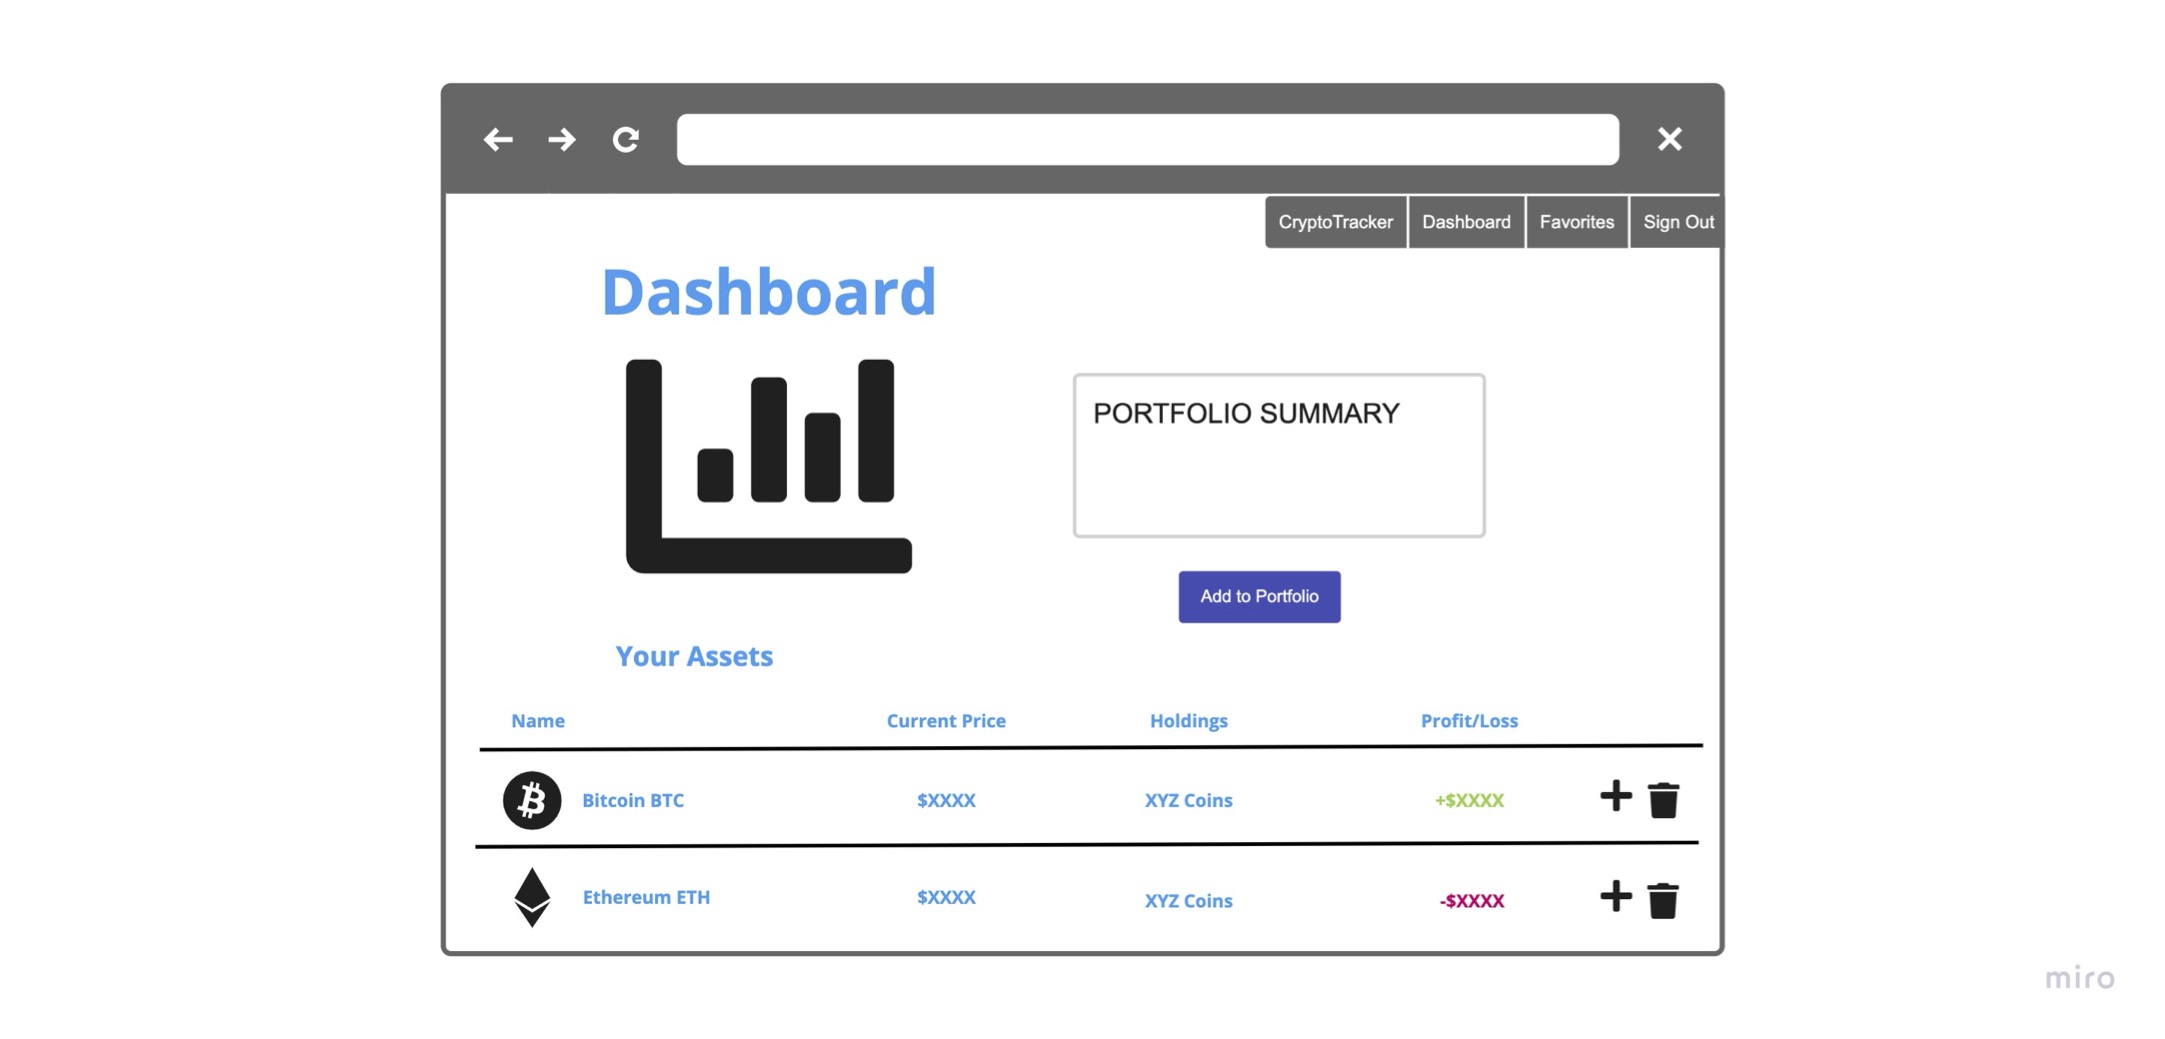 CryptoTracker Dashboard Favorites Sign Out
Dashboard
PORTFOLIO SUMMARY
Add to Portfolio
Your Assets
Name Current Price Holdings Profit/Loss
Bitcoin BTC $XXXX XYZ Coins +$XXXX
Ethereum ETH $XXXX XYZ Coins -$XXXX
miro